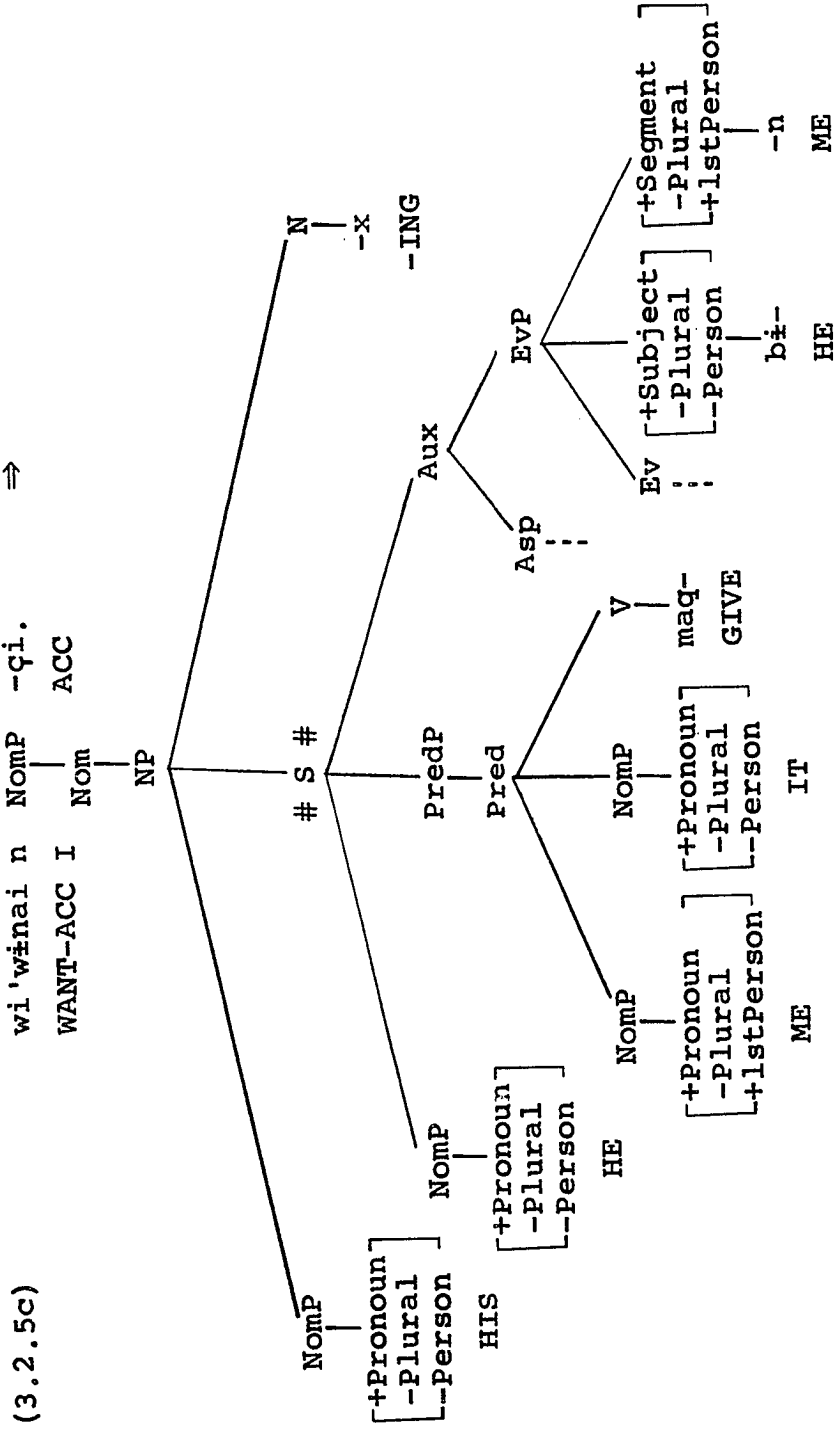 (3.2.5c)
wi'wɨnai n NomP -çi. ⇒
WANT-ACC I Nom ACC
NP
# S #
N
-x
-ING
NomP
[+Pronoun
-Plural
-Person]
HIS
NomP
[+Pronoun
-Plural
-Person]
HE
PredP
Pred
Aux
NomP
[+Pronoun
-Plural
+1stPerson]
ME
NomP
[+Pronoun
-Plural
-Person]
IT
V
maq-
GIVE
Asp
EvP
Ev
[+Subject
-Plural
-Person]
bɨ-
HE
[+Segment
-Plural
+1stPerson]
-n
ME